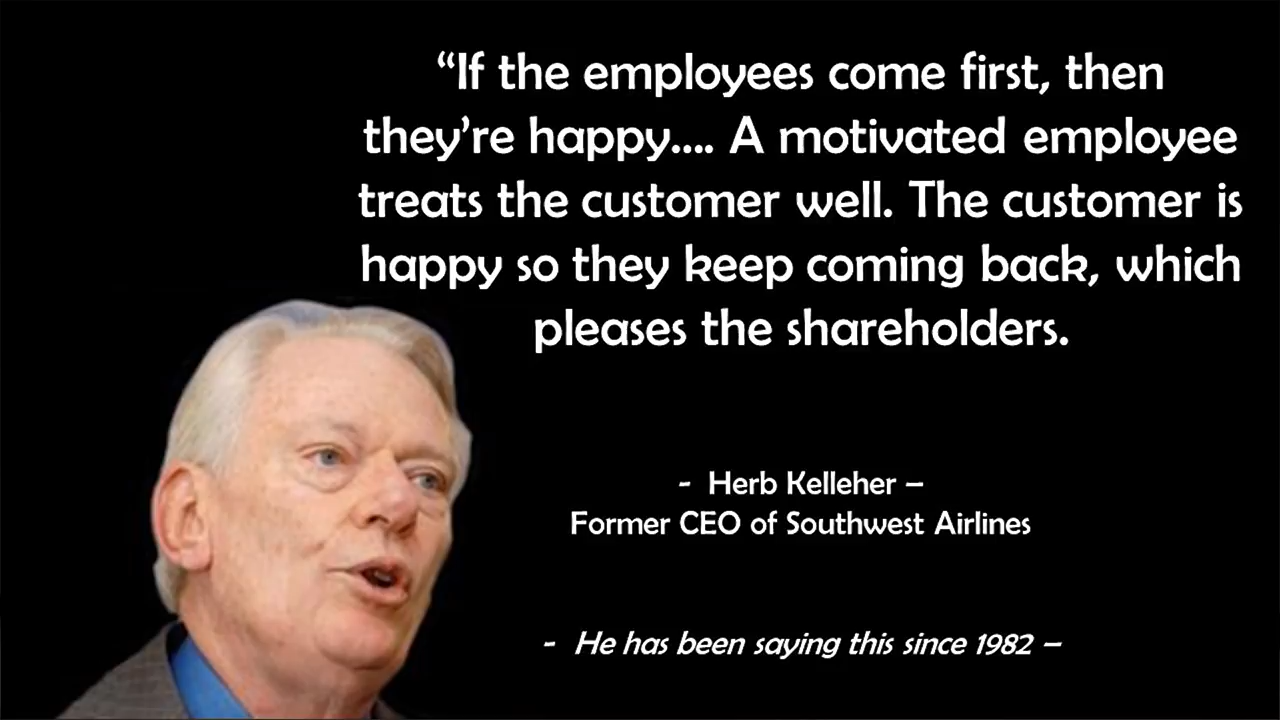 “If the employees come first, then
they’re happy…. A motivated employee
treats the customer well. The customer is
happy so they keep coming back, which
pleases the shareholders.
- Herb Kelleher –
Former CEO of Southwest Airlines
- He has been saying this since 1982 –